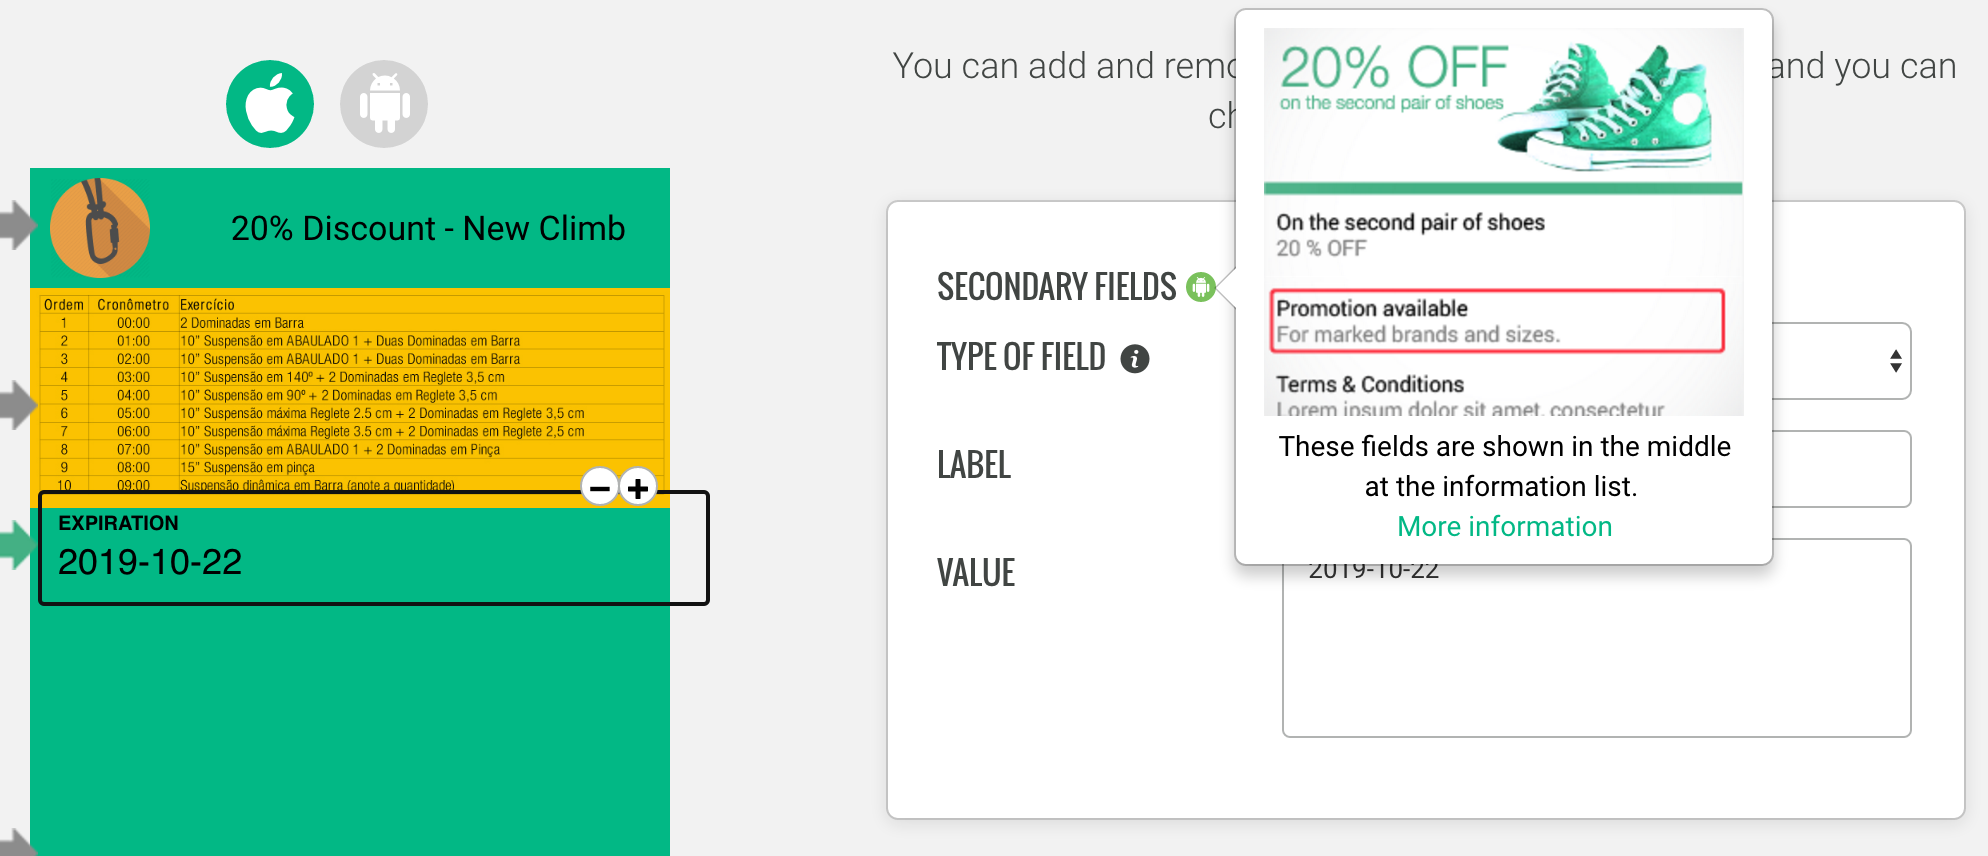 20% Discount - New Climb
Ordem Cronômetro Exercício
1 00:00 2 Dominadas em Barra
2 01:00 10” Suspensão em ABAULADO 1 + Duas Dominadas em Barra
3 02:00 10” Suspensão em ABAULADO 1 + Duas Dominadas em Barra
4 03:00 10” Suspensão em 140º + 2 Dominadas em Reglete 3,5 cm
5 04:00 10” Suspensão em 90º + 2 Dominadas em Reglete 3,5 cm
6 05:00 10” Suspensão máxima Reglete 2.5 cm + 2 Dominadas em Reglete 3,5 cm
7 06:00 10” Suspensão máxima Reglete 3.5 cm + 2 Dominadas em Reglete 2,5 cm
8 07:00 10” Suspensão em ABAULADO 1 + 2 Dominadas em Pinça
9 08:00 15” Suspensão em pinça
10 09:00 Suspensão dinâmica em Barra (anote a quantidade)
EXPIRATION
2019-10-22
You can add and remo
and you can
ch
SECONDARY FIELDS
TYPE OF FIELD
LABEL
VALUE
2019-10-22
20% OFF
on the second pair of shoes
On the second pair of shoes
20 % OFF
Promotion available
For marked brands and sizes.
Terms & Conditions
Lorem ipsum dolor sit amet, consectetur
These fields are shown in the middle
at the information list.
More information